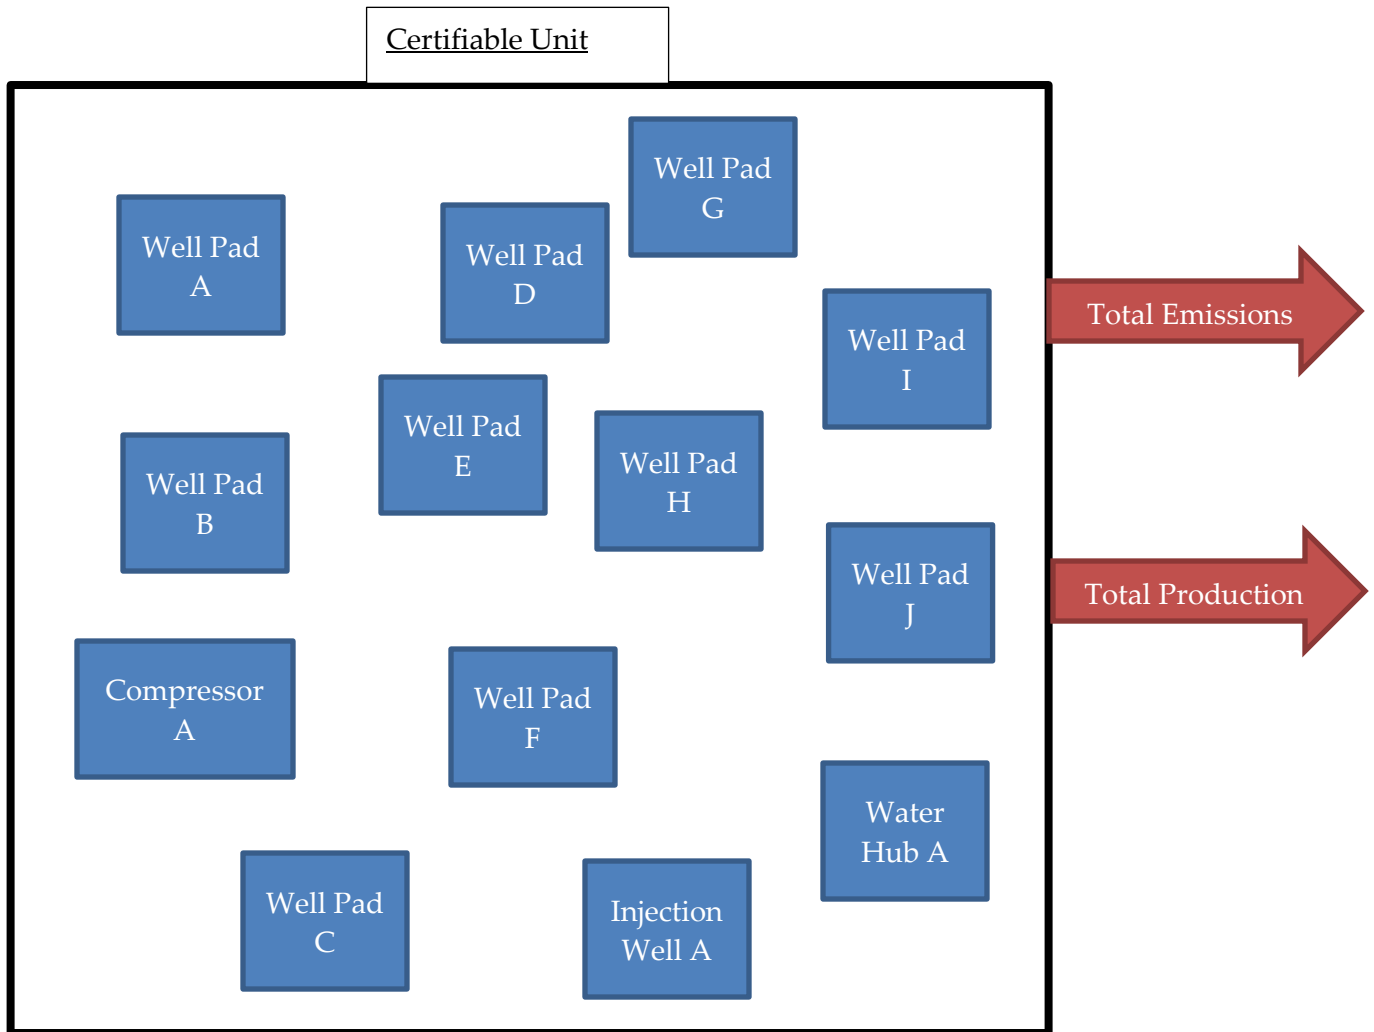 Certifiable Unit
Well Pad
G
Well Pad
A
Well Pad
D
Total Emissions
Well Pad
I
Well Pad
E
Well Pad
H
Well Pad
B
Well Pad
J
Total Production
Compressor
A
Well Pad
F
Water
Hub A
Well Pad
C
Injection
Well A